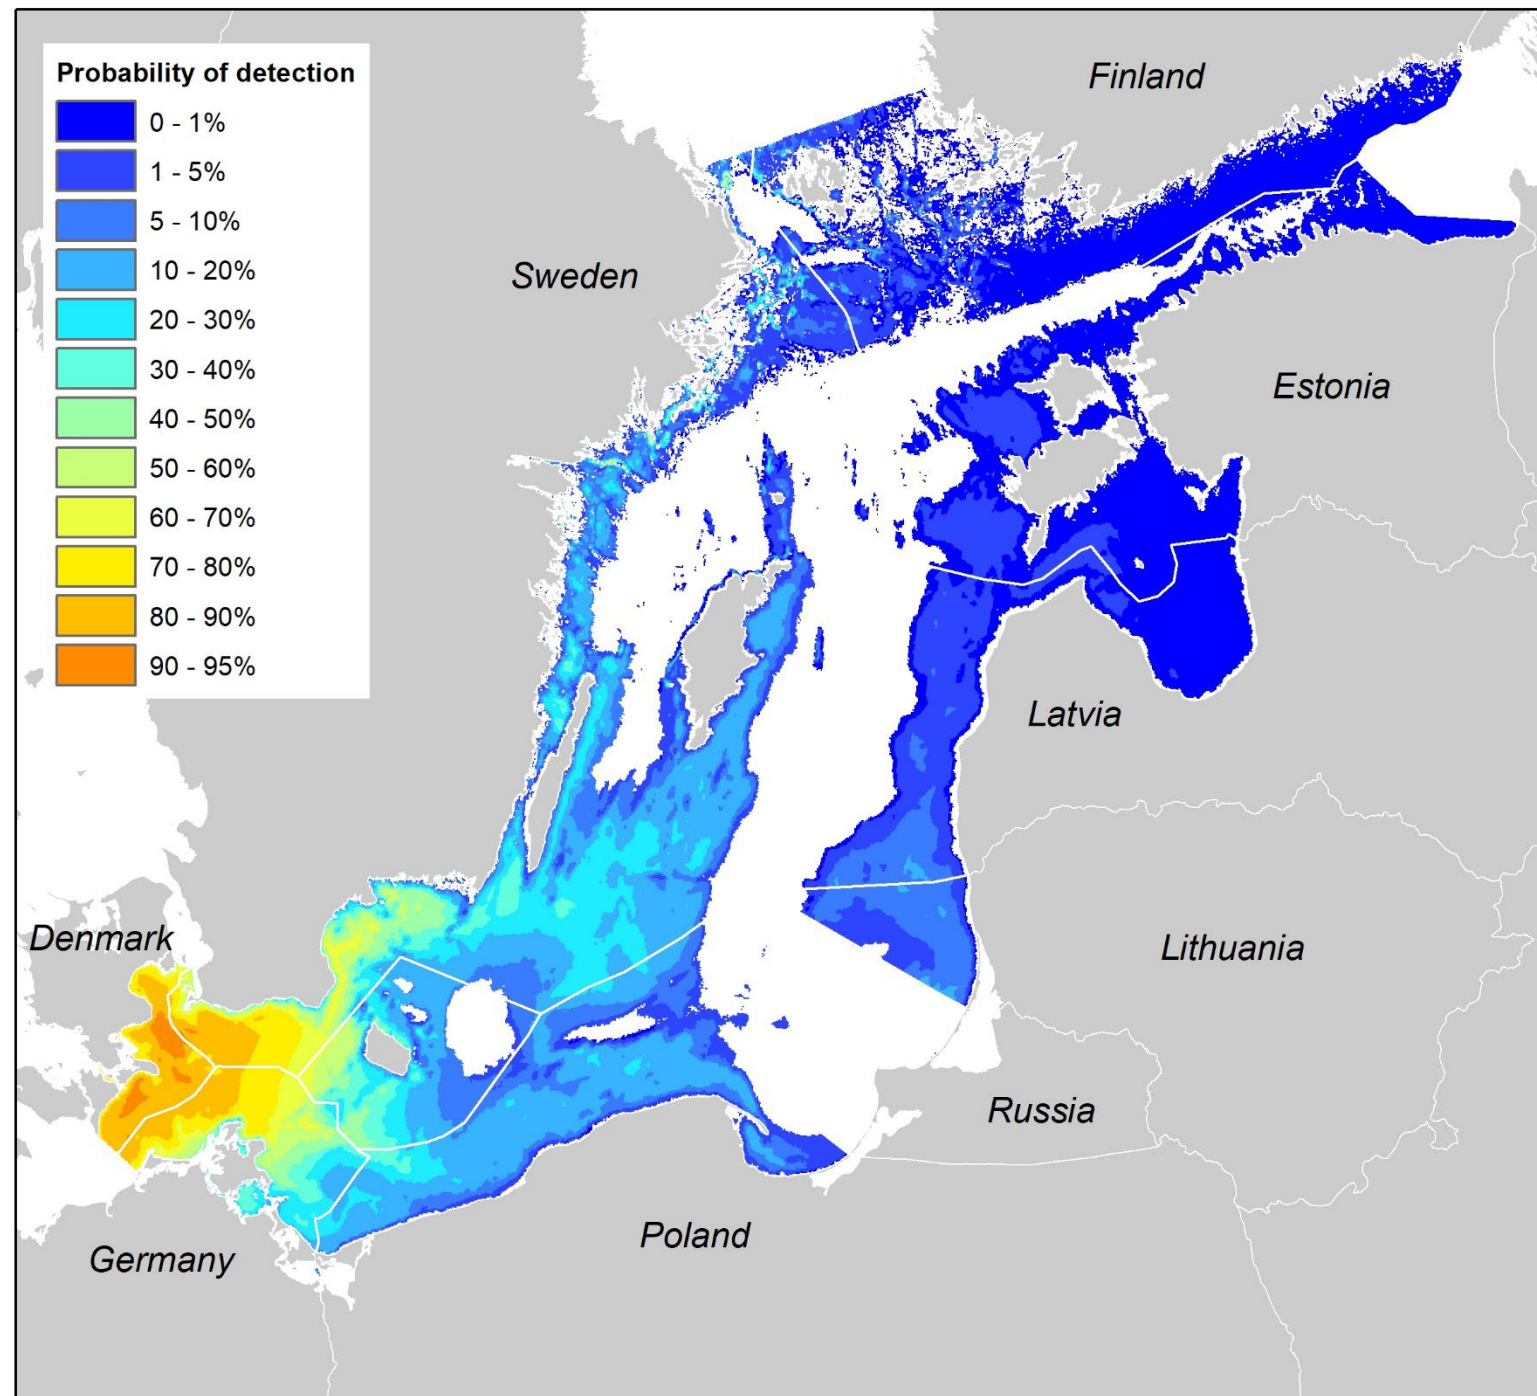 Probability of detection
0 - 1%
1 - 5%
5 - 10%
10 - 20%
20 - 30%
30 - 40%
40 - 50%
50 - 60%
60 - 70%
70 - 80%
80 - 90%
90 - 95%
Finland
Sweden
Estonia
Latvia
Denmark
Lithuania
Russia
Poland
Germany